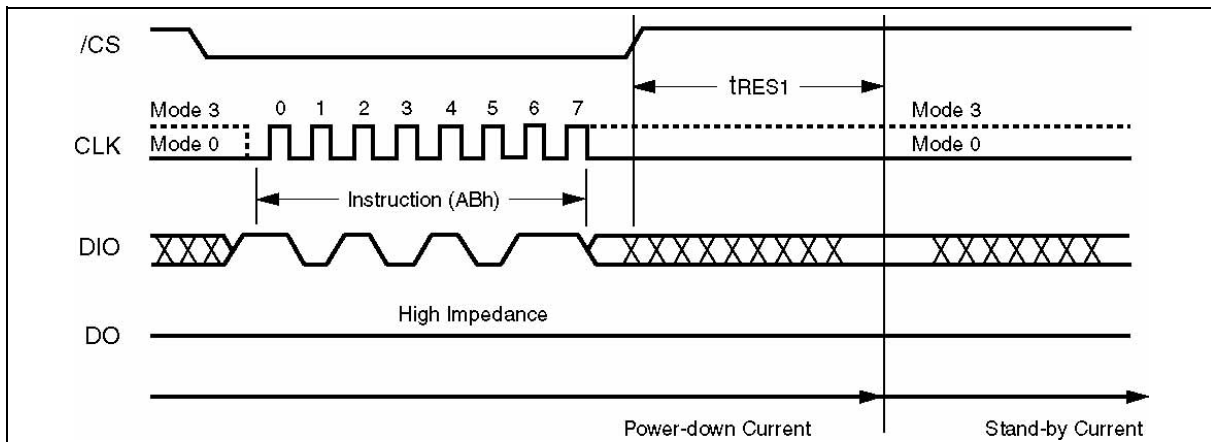 /CS
tRES1
Mode 3 0 1 2 3 4 5 6 7 Mode 3
CLK Mode 0 Mode 0
Instruction (ABh)
DIO
High Impedance
DO
Power-down Current Stand-by Current